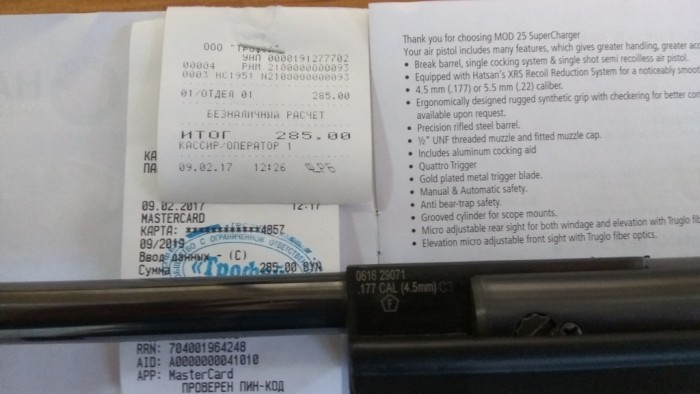 ООО "Троф
УНП 0000191277702
00004 РНМ 2100000000093
0003 НС1951 N2100000000093
01/ОТДЕЛ 01 285.00
БЕЗНАЛИЧНЫЙ РАСЧЕТ
ИТОГ 285.00
КАССИР/ОПЕРАТОР 1
09.02.17 12:26
КА
ПА
09.02.2017 12:17
MASTERCARD
КАРТА: ************4857
09/2019
Ввод данных (C)
Сумма 285.00 BYN
RRN: 704001964248
AID: A0000000041010
APP: MasterCard
ПРОВЕРЕН ПИН-КОД
Thank you for choosing MOD 25 SuperCharger
Your air pistol includes many features, which gives greater handling, greater acc
• Break barrel, single cocking system & single shot semi recoilless air pistol.
• Equipped with Hatsan's XRS Recoil Reduction System for a noticeably smoo
• 4.5 mm (.177) or 5.5 mm (.22) caliber.
• Ergonomically designed rugged synthetic grip with checkering for better com
available upon request.
• Precision rifled steel barrel.
• ½" UNF threaded muzzle and fitted muzzle cap.
• Includes aluminum cocking aid
• Quattro Trigger
• Gold plated metal trigger blade.
• Manual & Automatic safety.
• Anti bear-trap safety.
• Grooved cylinder for scope mounts.
• Micro adjustable rear sight for both windage and elevation with Truglo fib
• Elevation micro adjustable front sight with Truglo fiber optics.
0616 29071
.177 CAL (4.5mm)
F